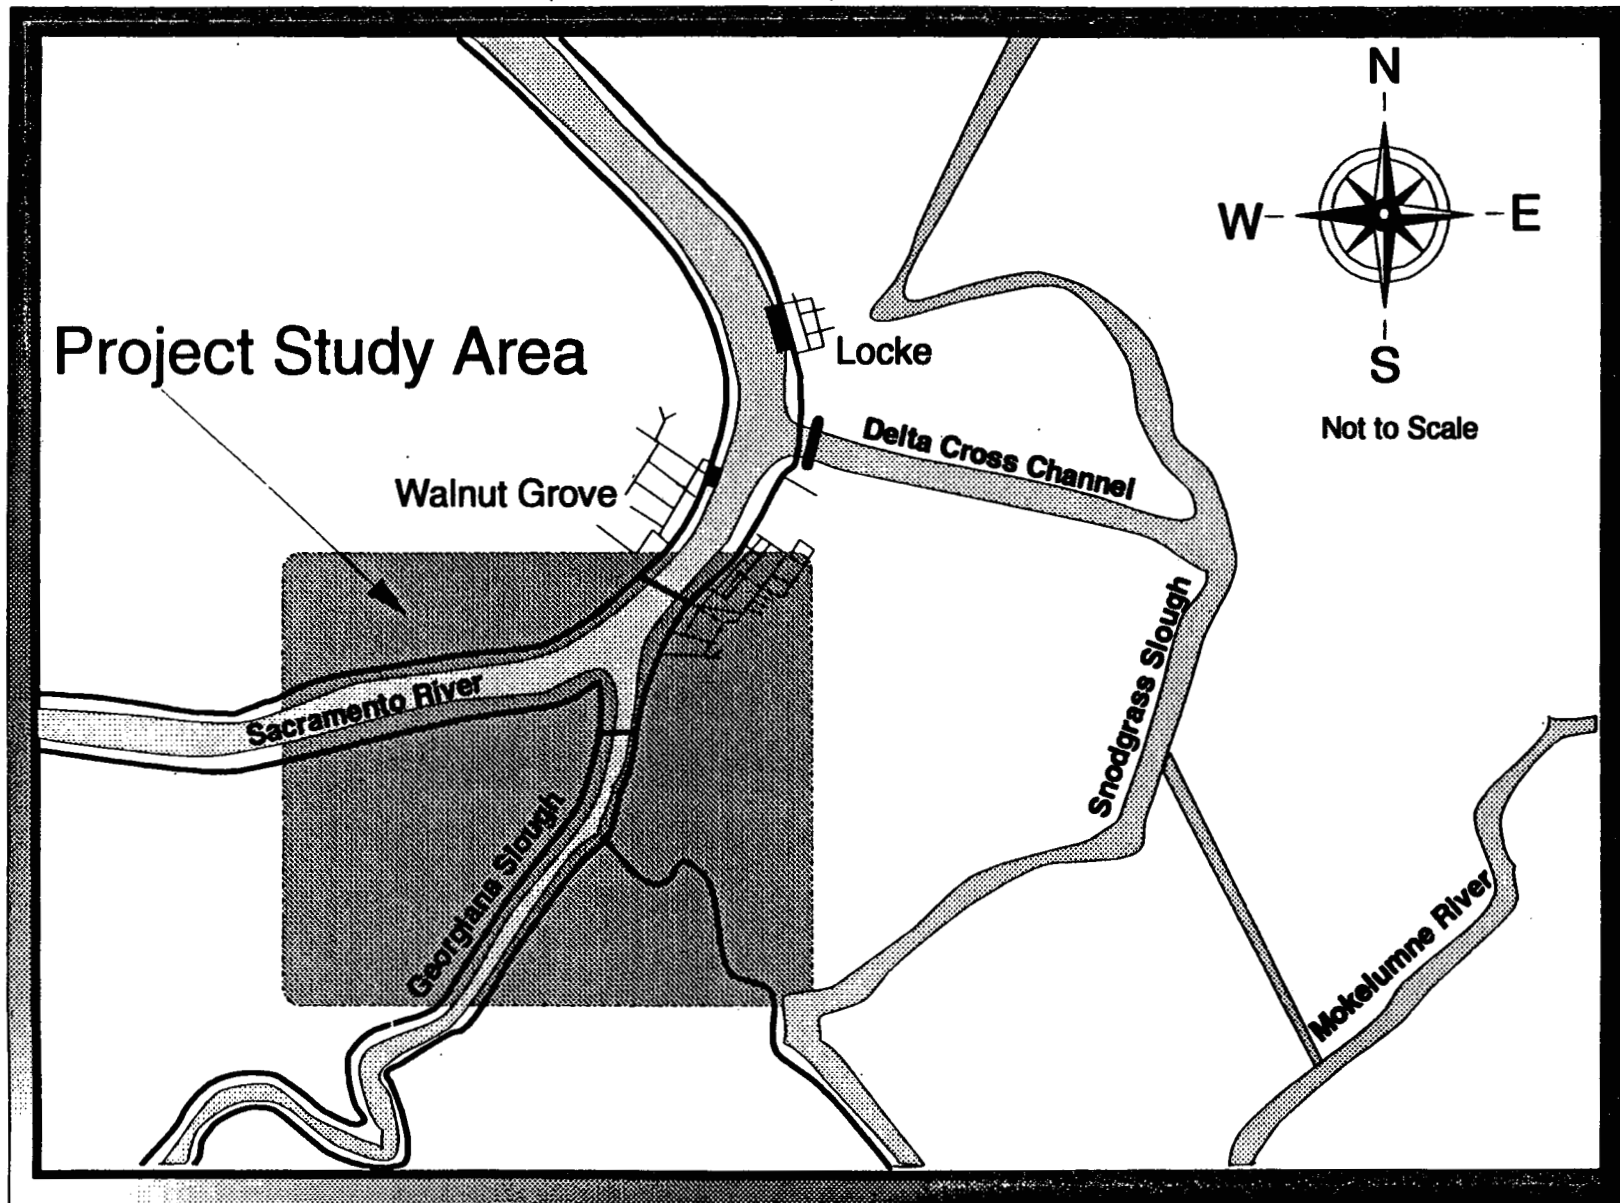 N
W
E
S
Not to Scale
Project Study Area
Locke
Delta Cross Channel
Walnut Grove
Snodgrass Slough
Sacramento River
Georgiana Slough
Mokelumne River